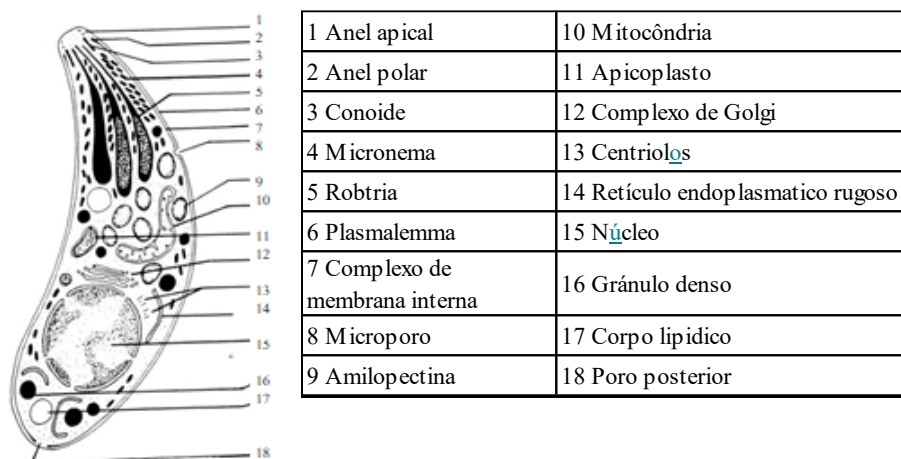 1
2
3
4
5
6
7
8
9
10
11
12
13
14
15
16
17
18
1 Anel apical
10 Mitocôndria
2 Anel polar
11 Apicoplasto
3 Conoide
12 Complexo de Golgi
4 Micronema
13 Centriolos
5 Robtria
14 Retículo endoplasmatico rugoso
6 Plasmalemma
15 Núcleo
7 Complexo de
membrana interna
16 Gránulo denso
8 Microporo
17 Corpo lipidico
9 Amilopectina
18 Poro posterior